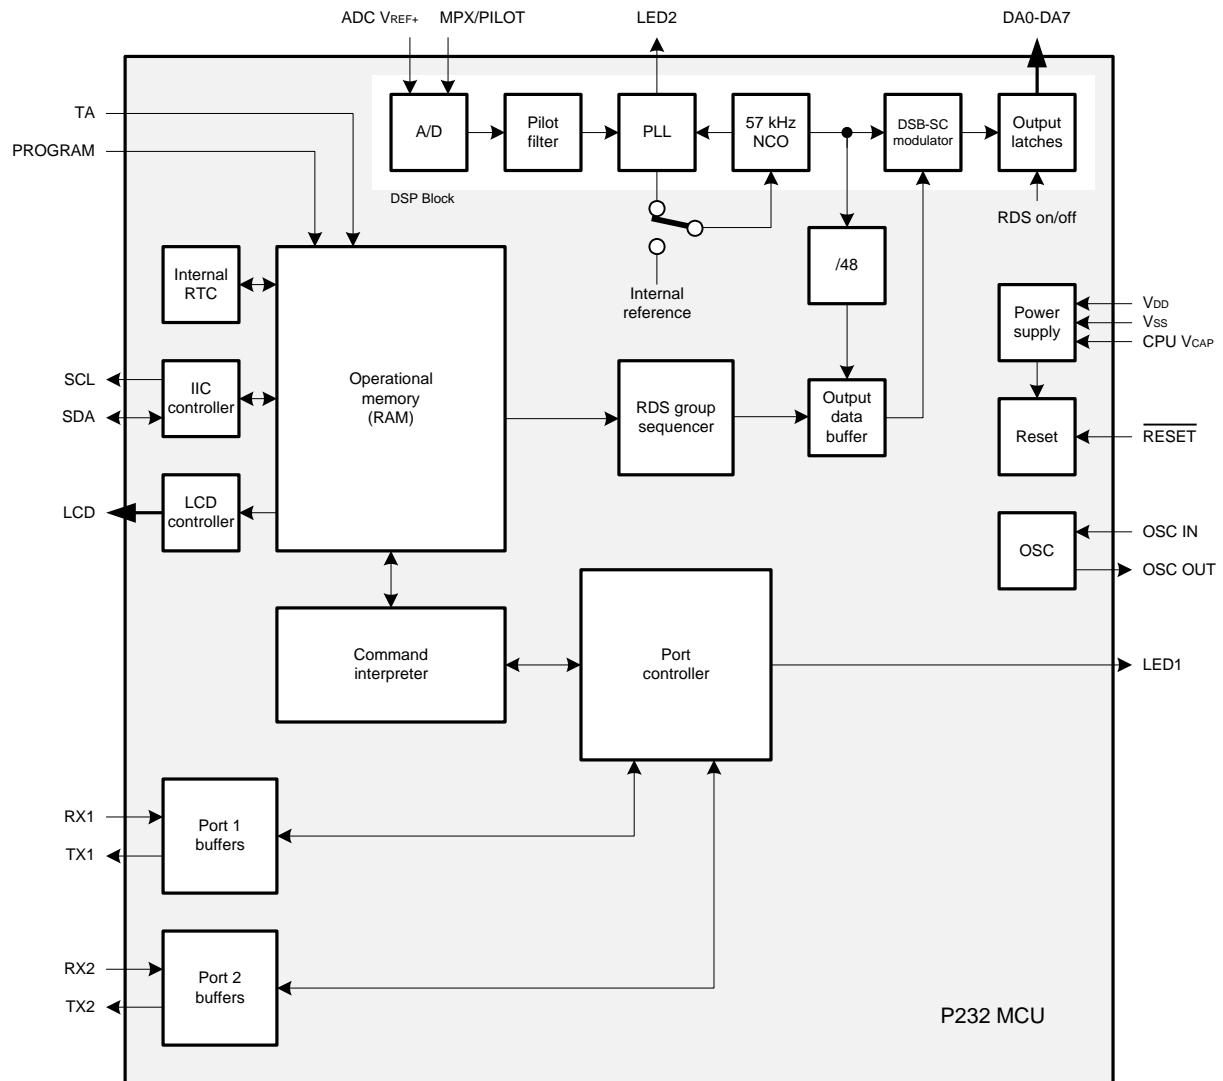 ADC VREF+
MPX/PILOT
LED2
DA0-DA7
TA
PROGRAM
A/D
Pilot
filter
PLL
57 kHz
NCO
DSB-SC
modulator
Output
latches
DSP Block
RDS on/off
Internal
RTC
/48
Internal
reference
Power
supply
VDD
VSS
CPU VCAP
SCL
SDA
IIC
controller
Operational
memory
(RAM)
RDS group
sequencer
Output
data
buffer
Reset
RESET
LCD
LCD
controller
OSC
OSC IN
OSC OUT
Command
interpreter
Port
controller
LED1
RX1
TX1
Port 1
buffers
RX2
TX2
Port 2
buffers
P232 MCU